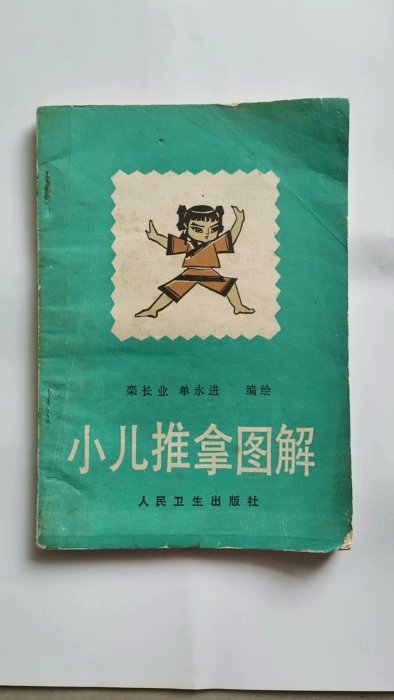 栾长业 单永进 编绘
小儿推拿图解
人民卫生出版社